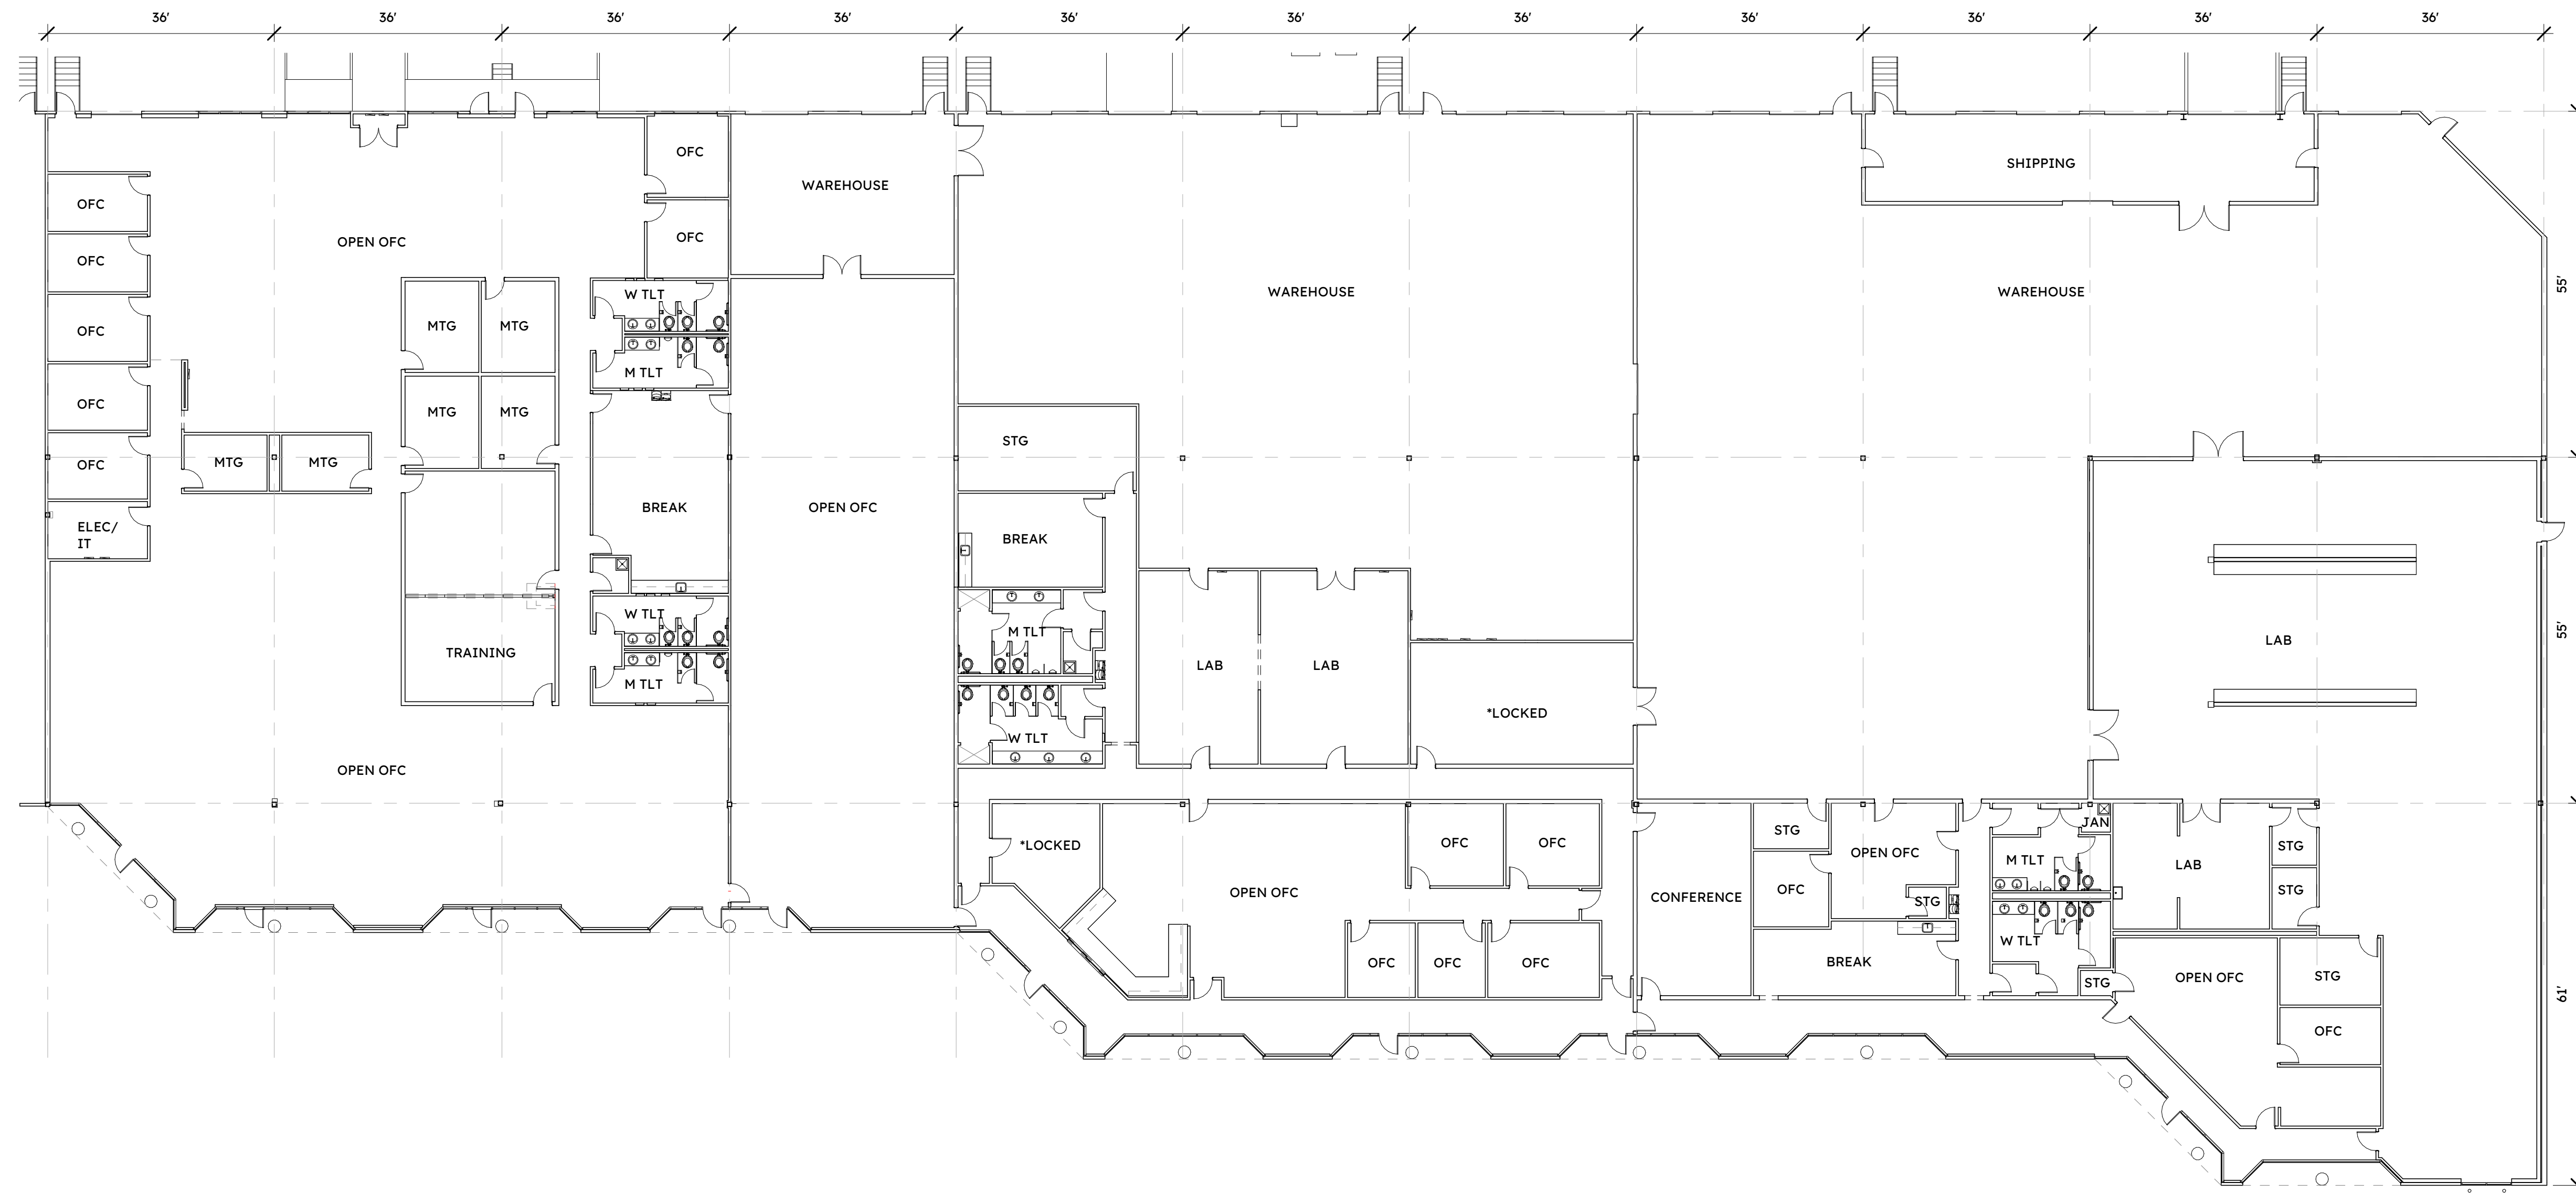 36' 36' 36' 36' 36' 36' 36' 36' 36' 36' 36'
OFC
WAREHOUSE
SHIPPING
OFC
OFC
OPEN OFC
OFC
WAREHOUSE
WAREHOUSE
55'
W TLT
OFC
MTG
MTG
M TLT
OFC
MTG
MTG
STG
OFC
MTG
MTG
BREAK
OPEN OFC
ELEC/
IT
BREAK
W TLT
M TLT
55'
LAB
TRAINING
LAB
LAB
M TLT
*LOCKED
W TLT
OPEN OFC
JAN
STG
*LOCKED
OFC
OFC
OPEN OFC
M TLT
LAB
STG
OPEN OFC
OFC
STG
CONFERENCE
STG
W TLT
OFC
OFC
OFC
BREAK
OPEN OFC
STG
STG
61'
OFC